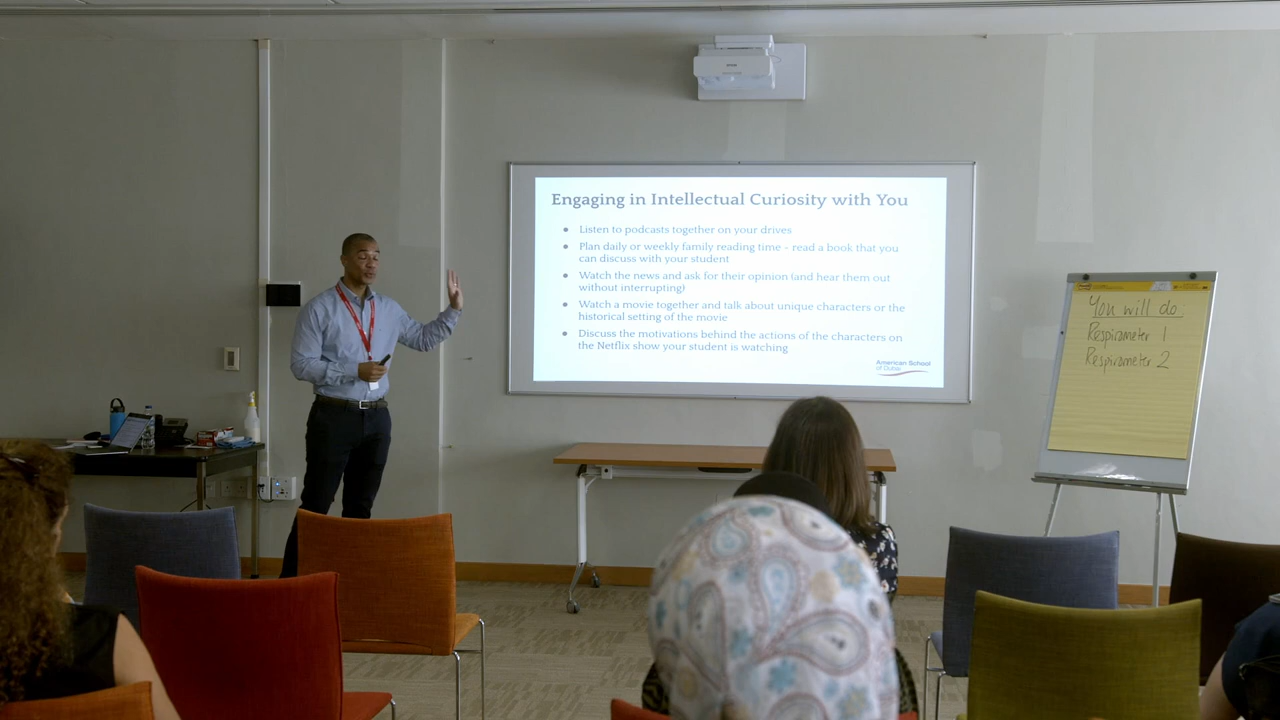 Engaging in Intellectual Curiosity with You
● Listen to podcasts together on your drives
● Plan daily or weekly family reading time - read a book that you
can discuss with your student
● Watch the news and ask for their opinion (and hear them out
without interrupting)
● Watch a movie together and talk about unique characters or the
historical setting of the movie
● Discuss the motivations behind the actions of the characters on
the Netflix show your student is watching
American School
of Dubai
You will do
Respirameter 1
Respirameter 2